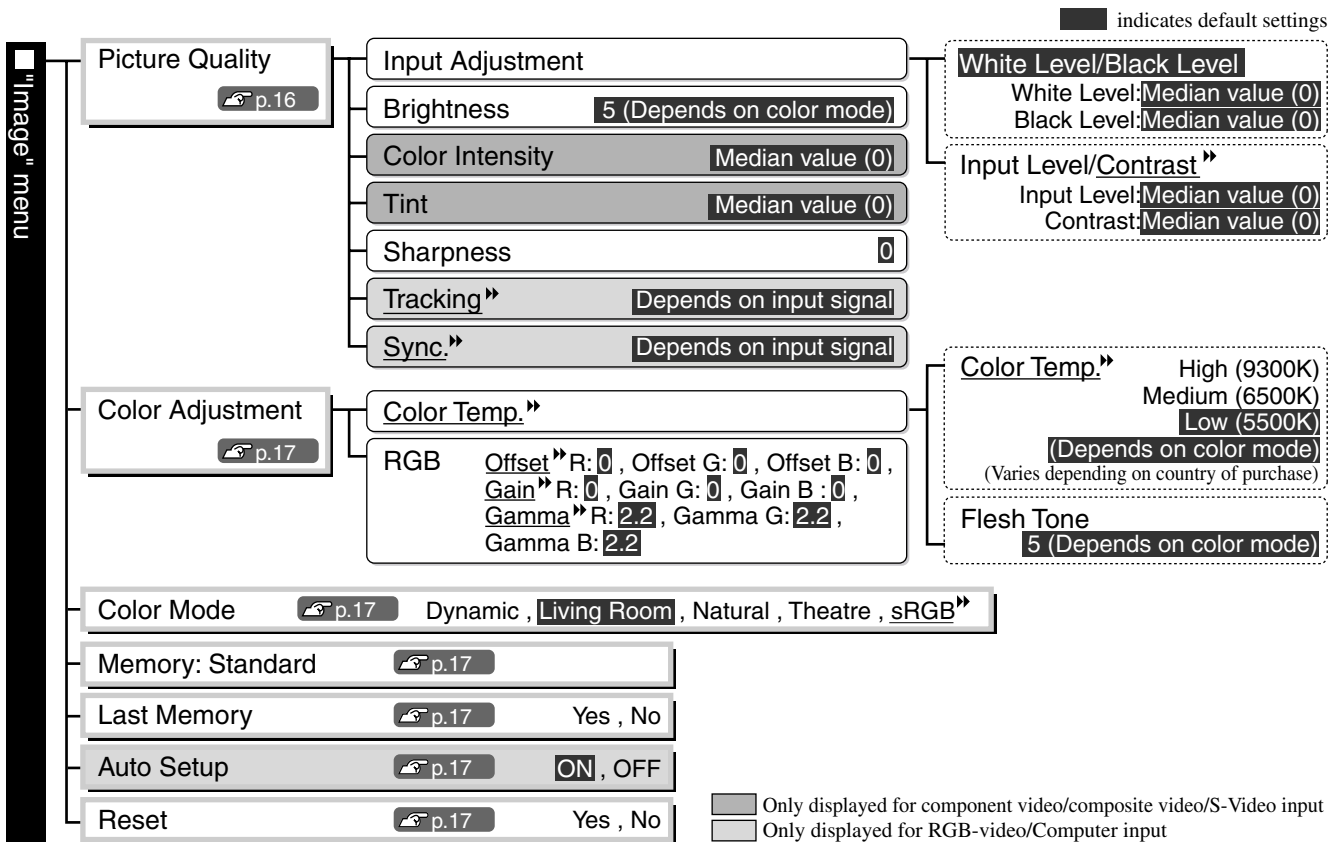 indicates default settings
"Image" menu
Picture Quality
p.16
Input Adjustment
White Level/Black Level
White Level:Median value (0)
Black Level:Median value (0)
Input Level/Contrast
Input Level:Median value (0)
Contrast:Median value (0)
Brightness 5 (Depends on color mode)
Color Intensity Median value (0)
Tint Median value (0)
Sharpness 0
Tracking Depends on input signal
Sync. Depends on input signal
Color Adjustment
p.17
Color Temp.
Color Temp. High (9300K)
Medium (6500K)
Low (5500K)
(Depends on color mode)
(Varies depending on country of purchase)
Flesh Tone
5 (Depends on color mode)
RGB Offset R: 0 , Offset G: 0 , Offset B: 0 ,
Gain R: 0 , Gain G: 0 , Gain B : 0 ,
Gamma R: 2.2 , Gamma G: 2.2 ,
Gamma B: 2.2
Color Mode p.17 Dynamic , Living Room , Natural , Theatre , sRGB
Memory: Standard p.17
Last Memory p.17 Yes , No
Auto Setup p.17 ON , OFF
Reset p.17 Yes , No
Only displayed for component video/composite video/S-Video input
Only displayed for RGB-video/Computer input